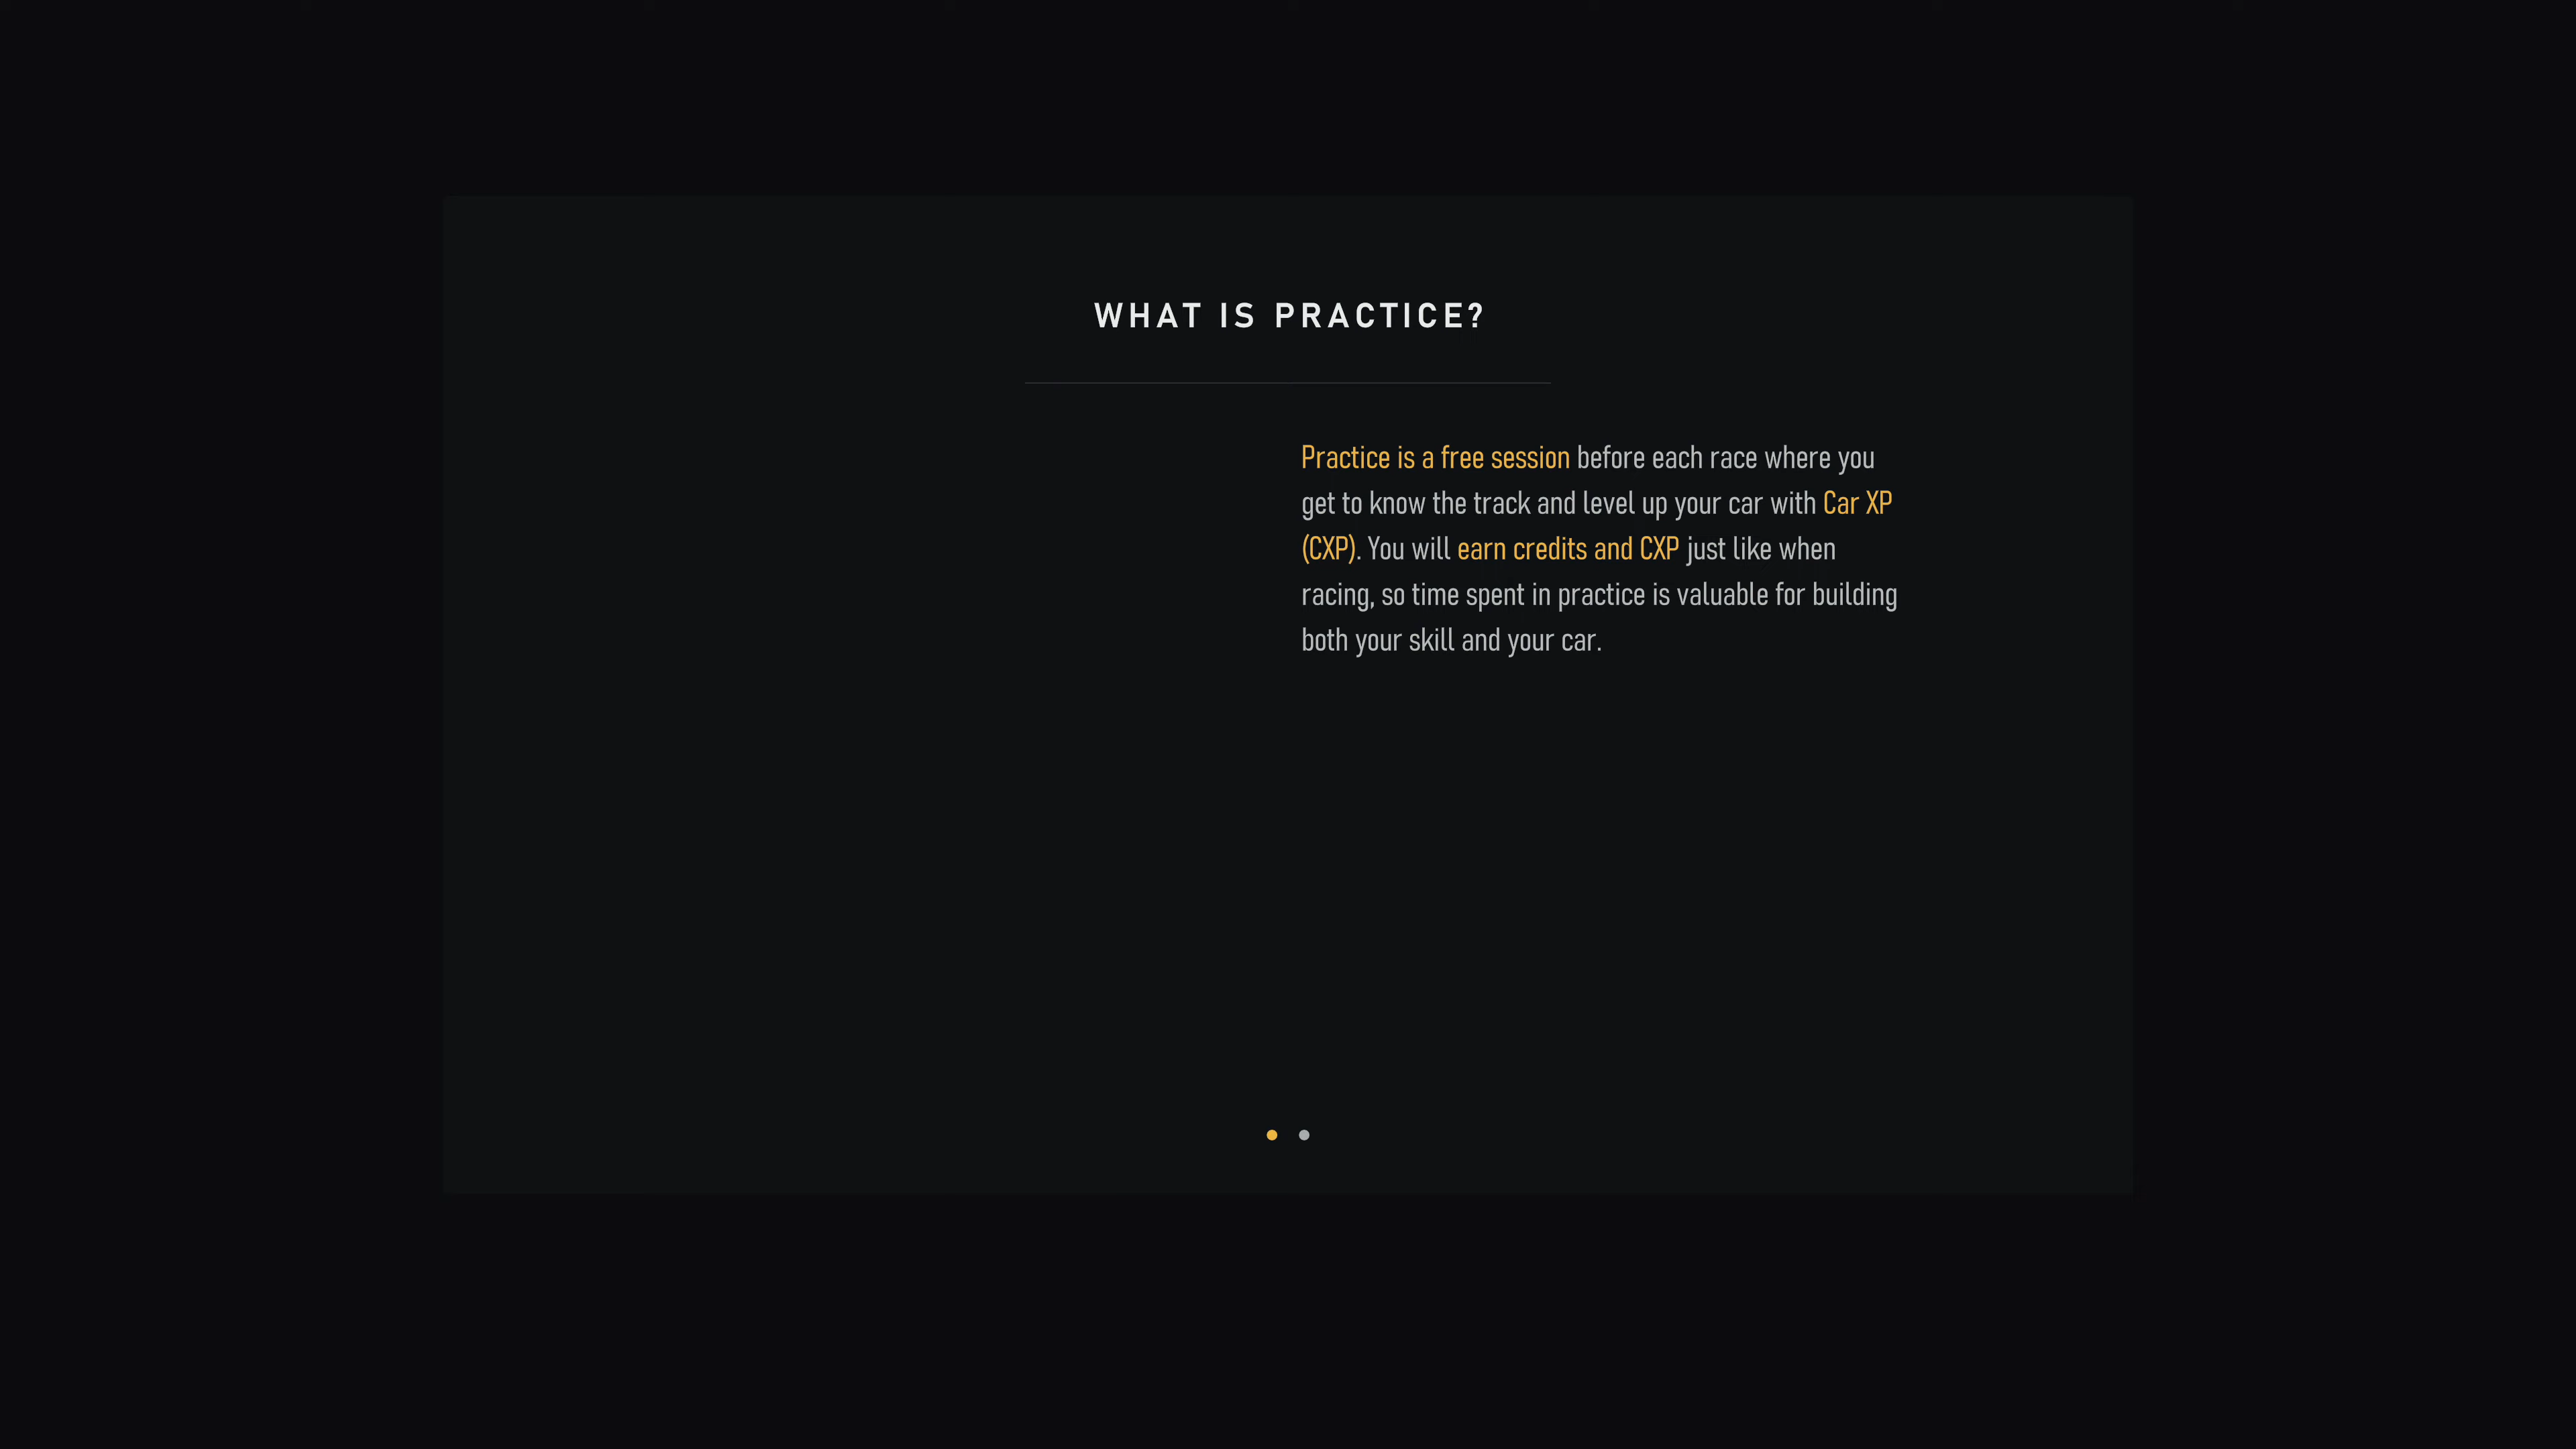 WHAT IS PRACTICE?
Practice is a free session before each race where you
get to know the track and level up your car with Car XP
(CXP). You will earn credits and CXP just like when
racing, so time spent in practice is valuable for building
both your skill and your car.